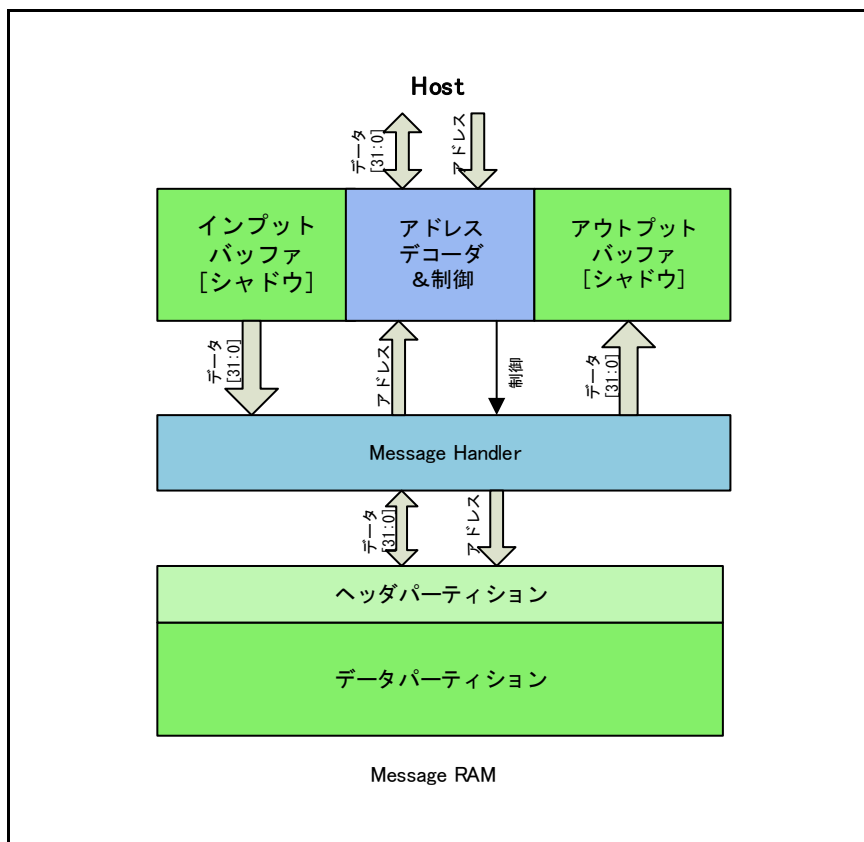 Host
データ
[31:0]
アドレス
インプット
バッファ
[シャドウ]
アドレス
デコーダ
&制御
アウトプット
バッファ
[シャドウ]
データ
[31:0]
アドレス
制御
データ
[31:0]
Message Handler
データ
[31:0]
アドレス
ヘッダパーティション
データパーティション
Message RAM